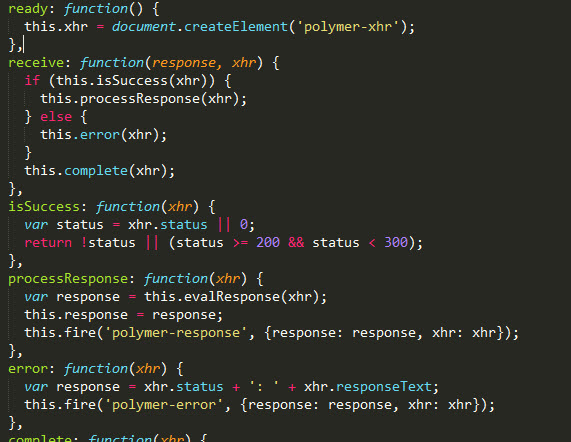 ready: function() {
this.xhr = document.createElement('polymer-xhr');
},
receive: function(response, xhr) {
if (this.isSuccess(xhr)) {
this.processResponse(xhr);
} else {
this.error(xhr);
}
this.complete(xhr);
},
isSuccess: function(xhr) {
var status = xhr.status || 0;
return !status || (status >= 200 && status < 300);
},
processResponse: function(xhr) {
var response = this.evalResponse(xhr);
this.response = response;
this.fire('polymer-response', {response: response, xhr: xhr});
},
error: function(xhr) {
var response = xhr.status + ': ' + xhr.responseText;
this.fire('polymer-error', {response: response, xhr: xhr});
},
complete: function(xhr) {